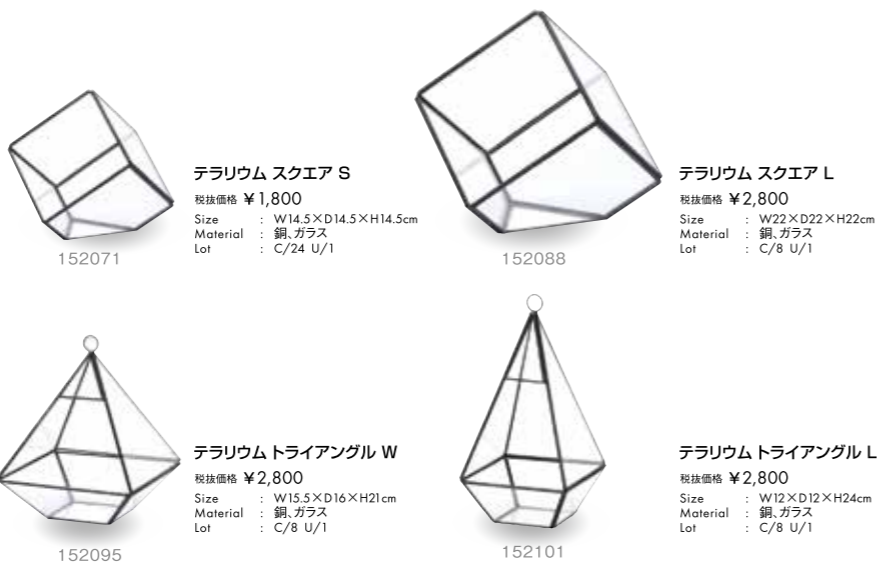 テラリウム スクエア S
税抜価格 ¥1,800
Size : W14.5×D14.5×H14.5cm
Material : 銅、ガラス
Lot : C/24 U/1
152071
テラリウム スクエア L
税抜価格 ¥2,800
Size : W22×D22×H22cm
Material : 銅、ガラス
Lot : C/8 U/1
152088
テラリウム トライアングル W
税抜価格 ¥2,800
Size : W15.5×D16×H21cm
Material : 銅、ガラス
Lot : C/8 U/1
152095
テラリウム トライアングル L
税抜価格 ¥2,800
Size : W12×D12×H24cm
Material : 銅、ガラス
Lot : C/8 U/1
152101